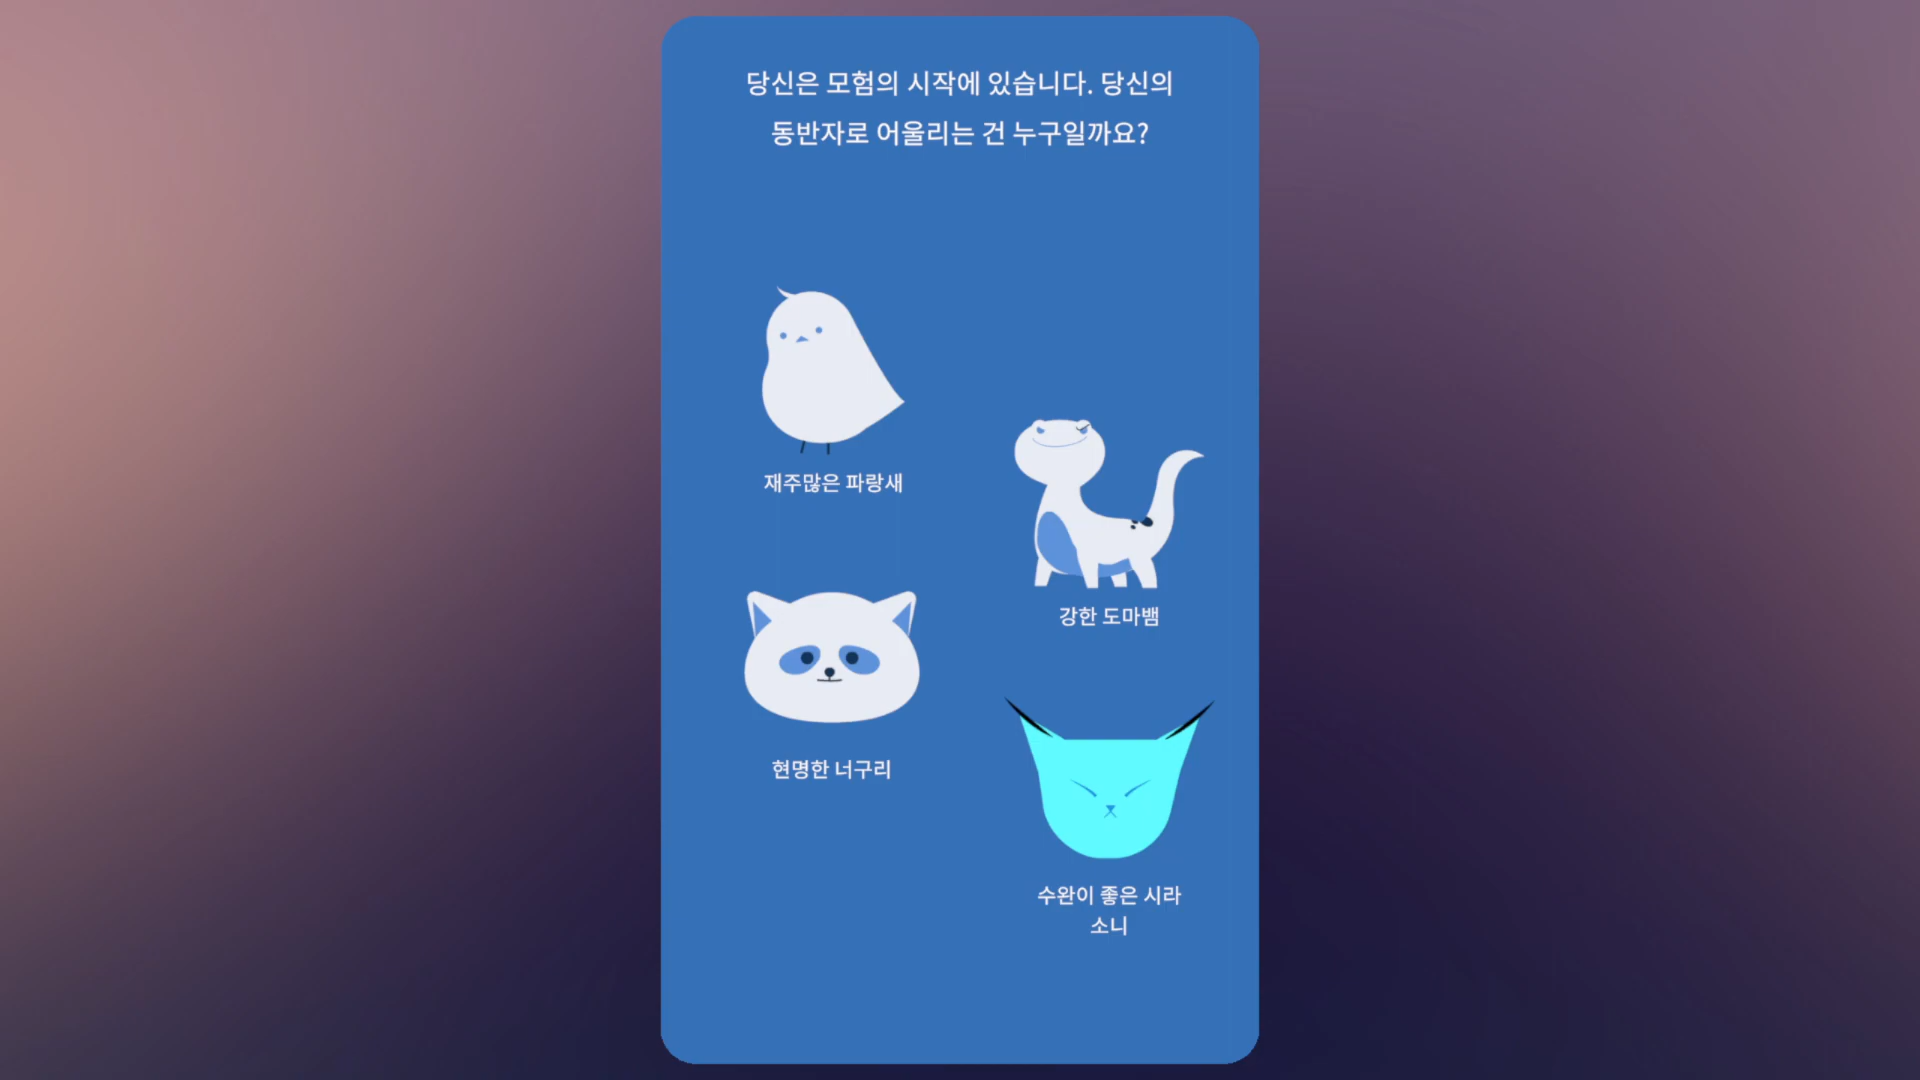 당신은 모험의 시작에 있습니다. 당신의
동반자로 어울리는 건 누구일까요?
재주많은 파랑새
강한 도마뱀
현명한 너구리
수완이 좋은 시라
소니